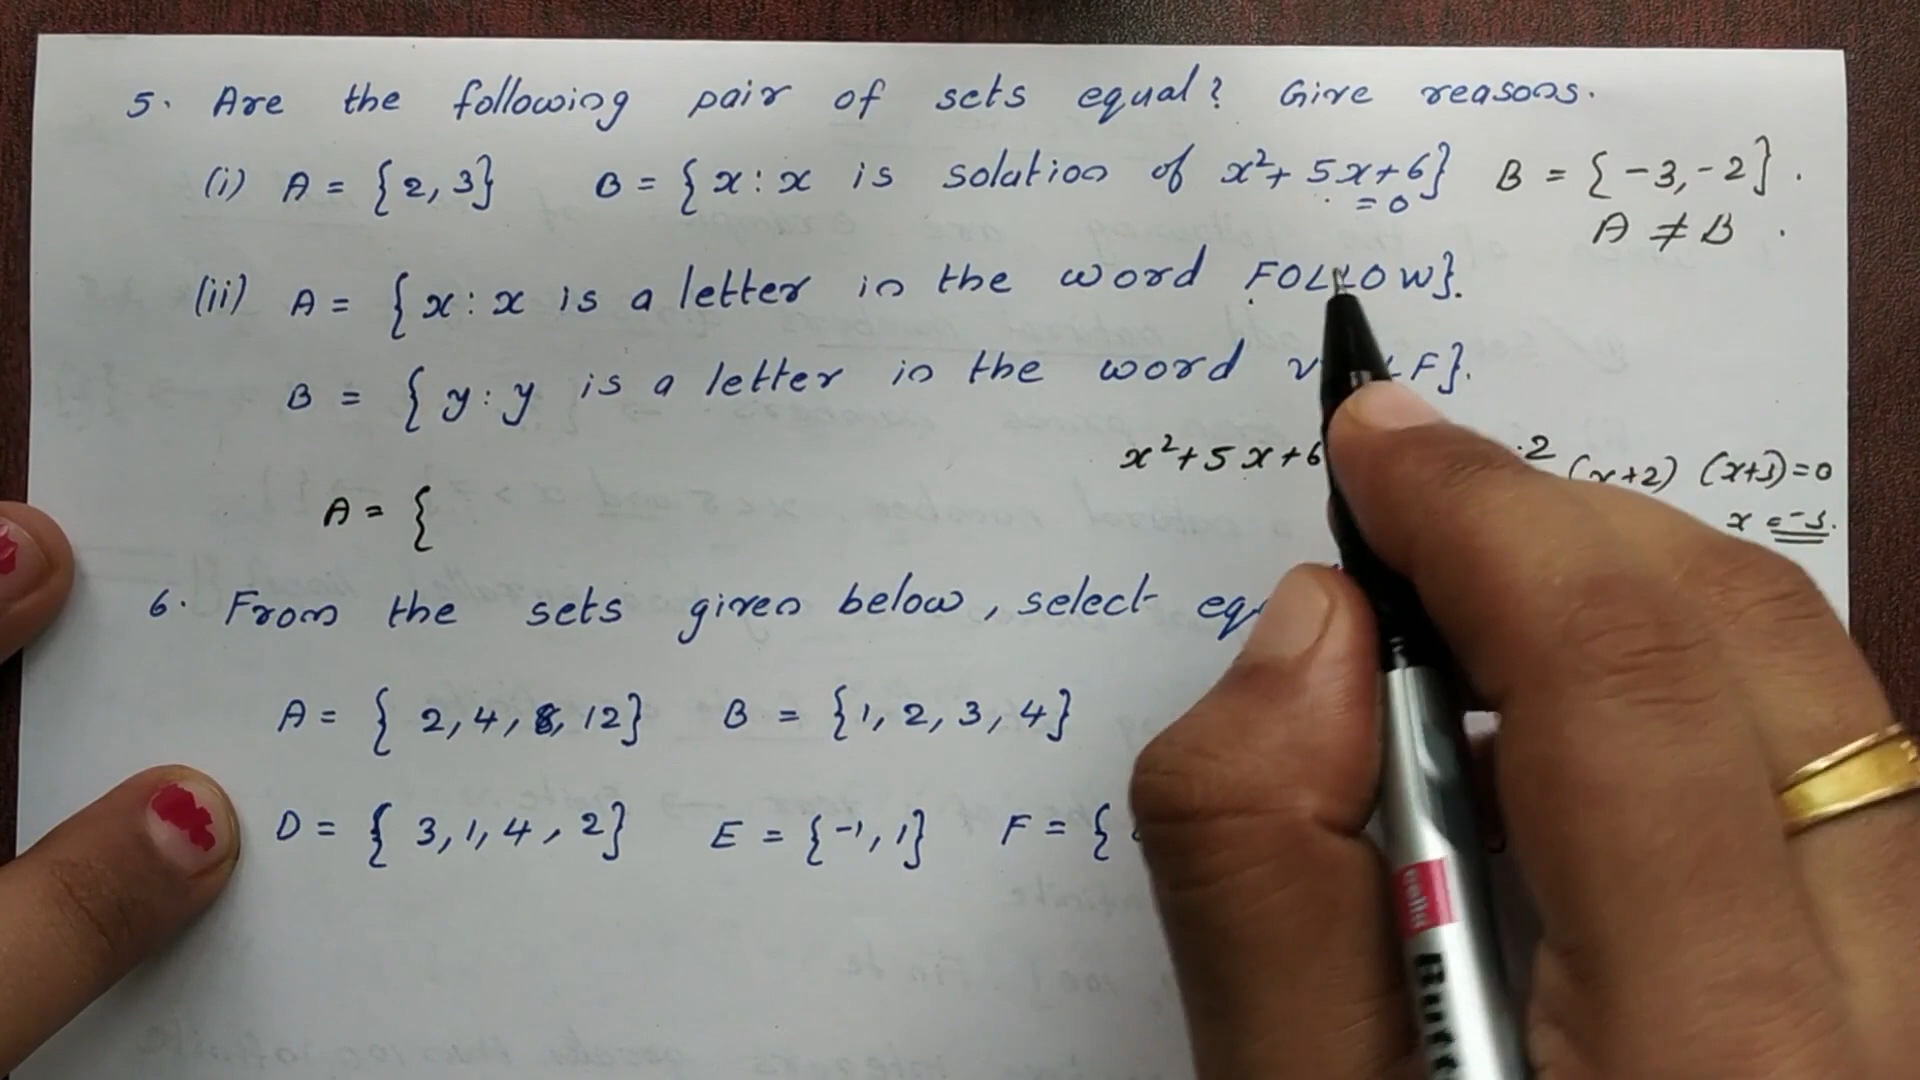 5. Are the following pair of sets equal? Give reasons.
(i) A = {2, 3} B = {x : x is solution of x² + 5x + 6} B = {-3, -2}.
= 0
A ≠ B .
(ii) A = {x : x is a letter in the word FOLLOW}.
B = {y : y is a letter in the word F}.
x² + 5x + 6 2 (x+2) (x+3) = 0
A = {
x = -3.
6. From the sets given below, select
A = { 2, 4, 8, 12} B = {1, 2, 3, 4}
D = { 3, 1, 4, 2} E = {-1, 1} F = {
cello
Butt